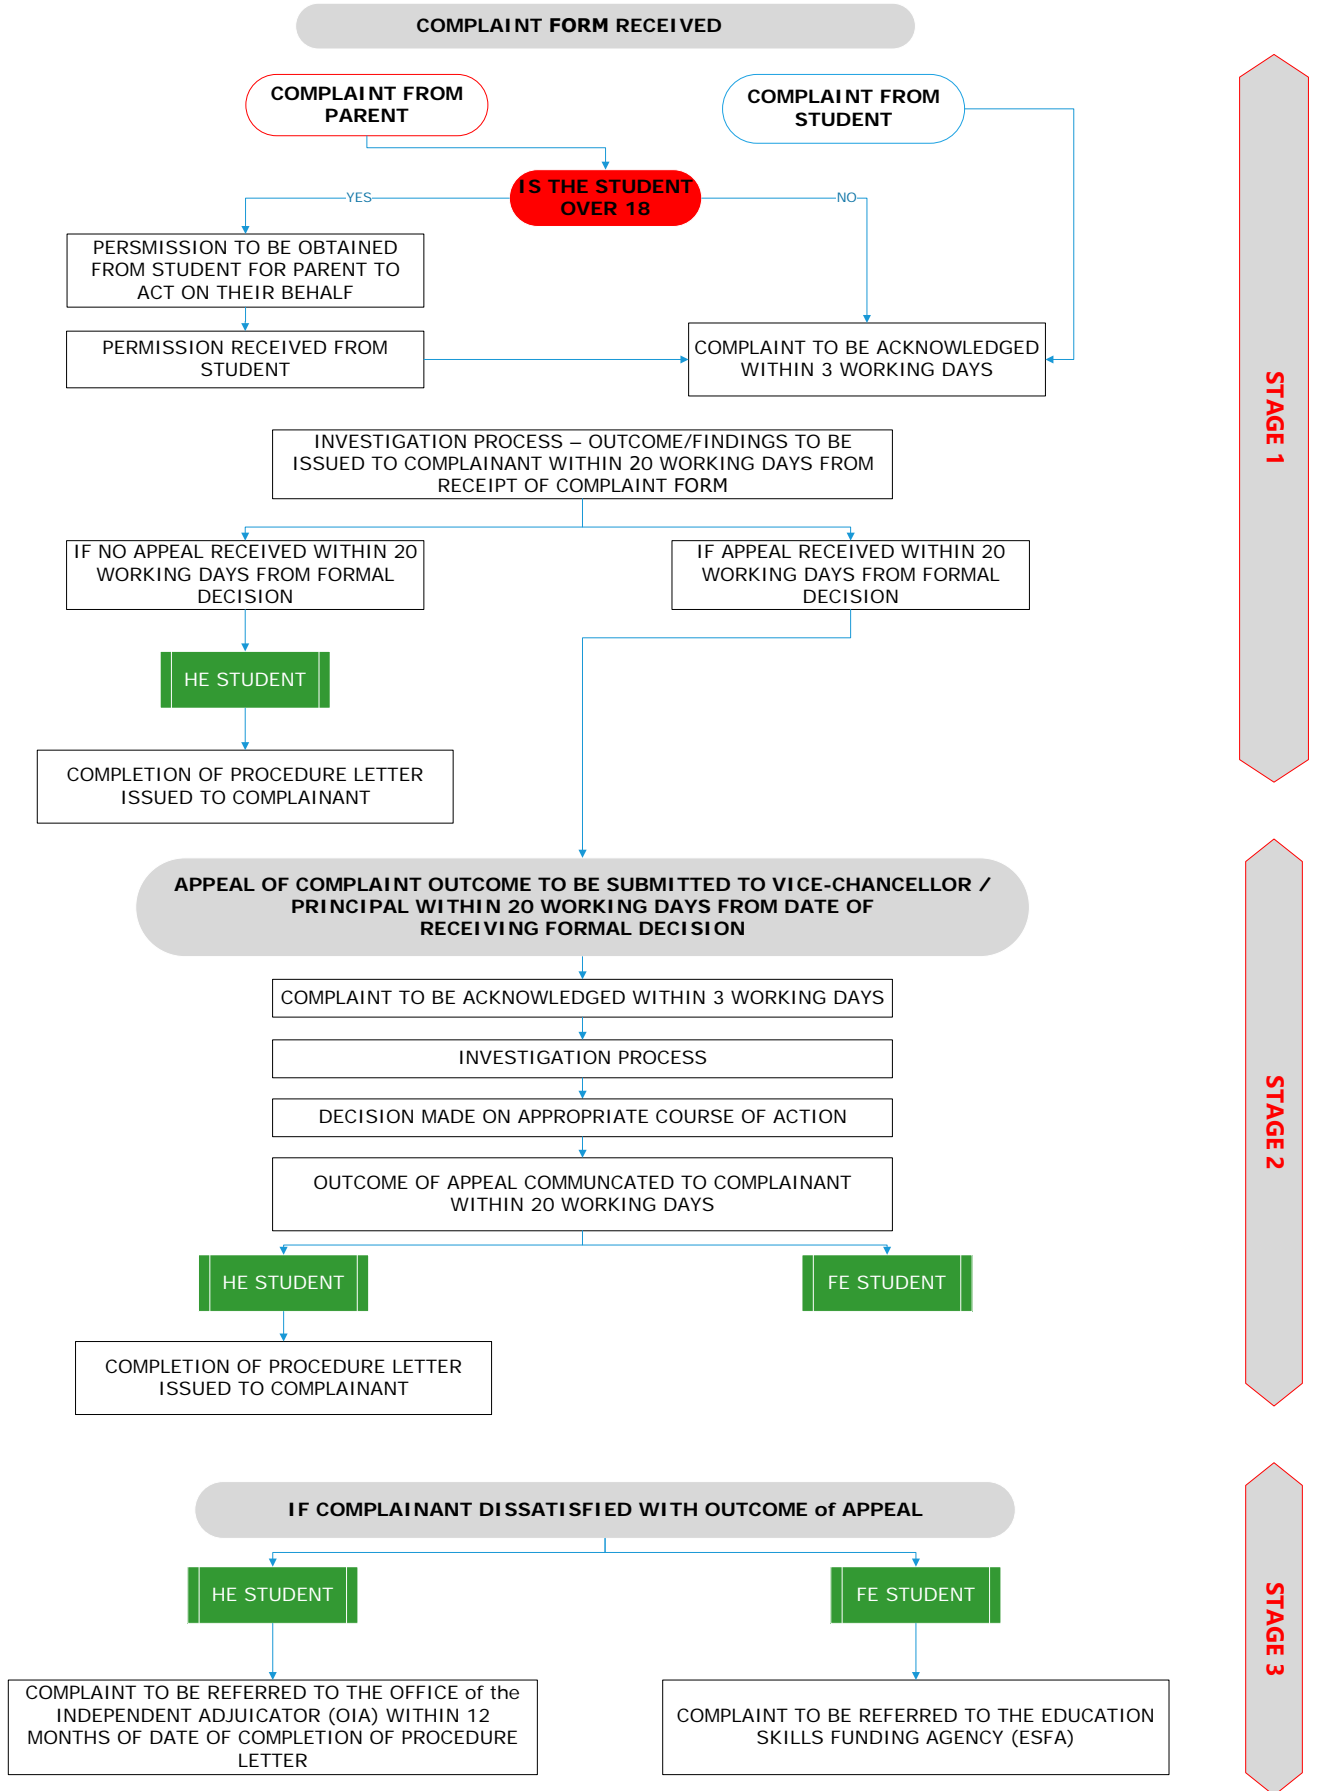 COMPLAINT FORM RECEIVED
COMPLAINT FROM
PARENT
COMPLAINT FROM
STUDENT
IS THE STUDENT
OVER 18
YES
NO
PERSMISSION TO BE OBTAINED
FROM STUDENT FOR PARENT TO
ACT ON THEIR BEHALF
PERMISSION RECEIVED FROM
STUDENT
COMPLAINT TO BE ACKNOWLEDGED
WITHIN 3 WORKING DAYS
INVESTIGATION PROCESS – OUTCOME/FINDINGS TO BE
ISSUED TO COMPLAINANT WITHIN 20 WORKING DAYS FROM
RECEIPT OF COMPLAINT FORM
IF NO APPEAL RECEIVED WITHIN 20
WORKING DAYS FROM FORMAL
DECISION
IF APPEAL RECEIVED WITHIN 20
WORKING DAYS FROM FORMAL
DECISION
HE STUDENT
COMPLETION OF PROCEDURE LETTER
ISSUED TO COMPLAINANT
STAGE 1
APPEAL OF COMPLAINT OUTCOME TO BE SUBMITTED TO VICE-CHANCELLOR /
PRINCIPAL WITHIN 20 WORKING DAYS FROM DATE OF
RECEIVING FORMAL DECISION
COMPLAINT TO BE ACKNOWLEDGED WITHIN 3 WORKING DAYS
INVESTIGATION PROCESS
DECISION MADE ON APPROPRIATE COURSE OF ACTION
OUTCOME OF APPEAL COMMUNCATED TO COMPLAINANT
WITHIN 20 WORKING DAYS
HE STUDENT
FE STUDENT
COMPLETION OF PROCEDURE LETTER
ISSUED TO COMPLAINANT
STAGE 2
IF COMPLAINANT DISSATISFIED WITH OUTCOME of APPEAL
HE STUDENT
FE STUDENT
COMPLAINT TO BE REFERRED TO THE OFFICE of the
INDEPENDENT ADJUICATOR (OIA) WITHIN 12
MONTHS OF DATE OF COMPLETION OF PROCEDURE
LETTER
COMPLAINT TO BE REFERRED TO THE EDUCATION
SKILLS FUNDING AGENCY (ESFA)
STAGE 3